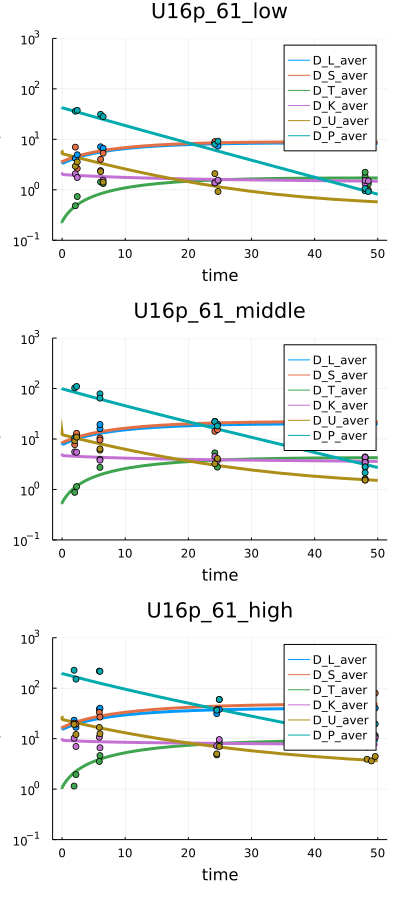 U16p_61_low
10³
10²
10¹
10⁰
10⁻¹
D_L_aver
D_S_aver
D_T_aver
D_K_aver
D_U_aver
D_P_aver
0 10 20 30 40 50
time
U16p_61_middle
10³
10²
10¹
10⁰
10⁻¹
D_L_aver
D_S_aver
D_T_aver
D_K_aver
D_U_aver
D_P_aver
0 10 20 30 40 50
time
U16p_61_high
10³
10²
10¹
10⁰
10⁻¹
D_L_aver
D_S_aver
D_T_aver
D_K_aver
D_U_aver
D_P_aver
0 10 20 30 40 50
time